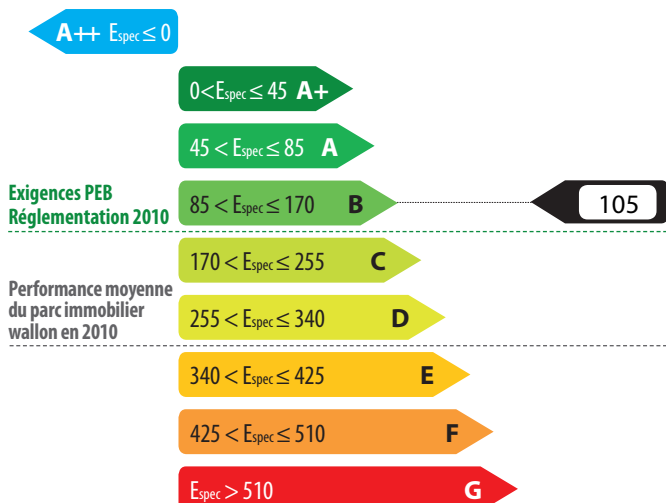 A++ Espec ≤ 0
0<Espec ≤ 45 A+
45 < Espec ≤ 85 A
Exigences PEB
Réglementation 2010
85 < Espec ≤ 170 B
105
170 < Espec ≤ 255 C
Performance moyenne
du parc immobilier
wallon en 2010
255 < Espec ≤ 340 D
340 < Espec ≤ 425 E
425 < Espec ≤ 510 F
Espec > 510 G